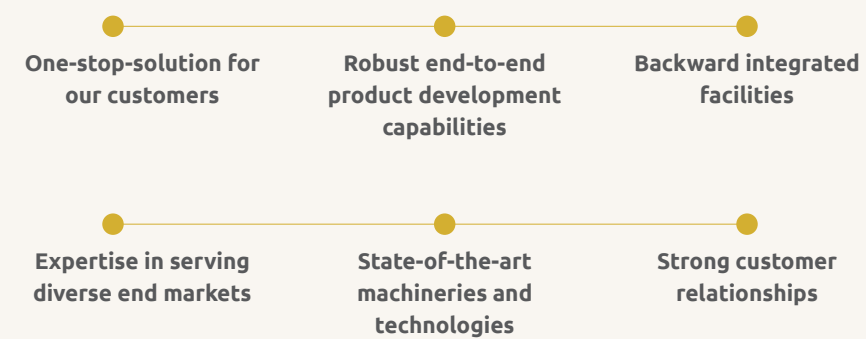 One-stop-solution for
our customers
Robust end-to-end
product development
capabilities
Backward integrated
facilities
Expertise in serving
diverse end markets
State-of-the-art
machineries and
technologies
Strong customer
relationships